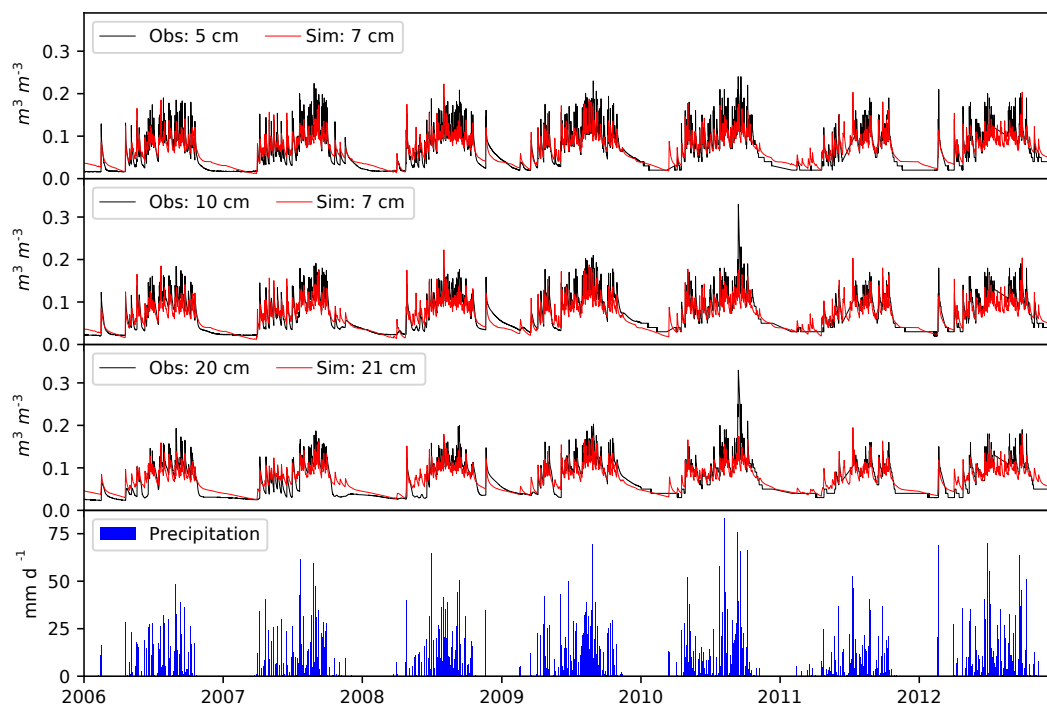 Obs: 5 cm Sim: 7 cm
0.3
0.2
0.1
0.0
m³ m⁻³
Obs: 10 cm Sim: 7 cm
0.3
0.2
0.1
0.0
m³ m⁻³
Obs: 20 cm Sim: 21 cm
0.3
0.2
0.1
0.0
m³ m⁻³
Precipitation
75
50
25
0
mm d ⁻¹
2006 2007 2008 2009 2010 2011 2012